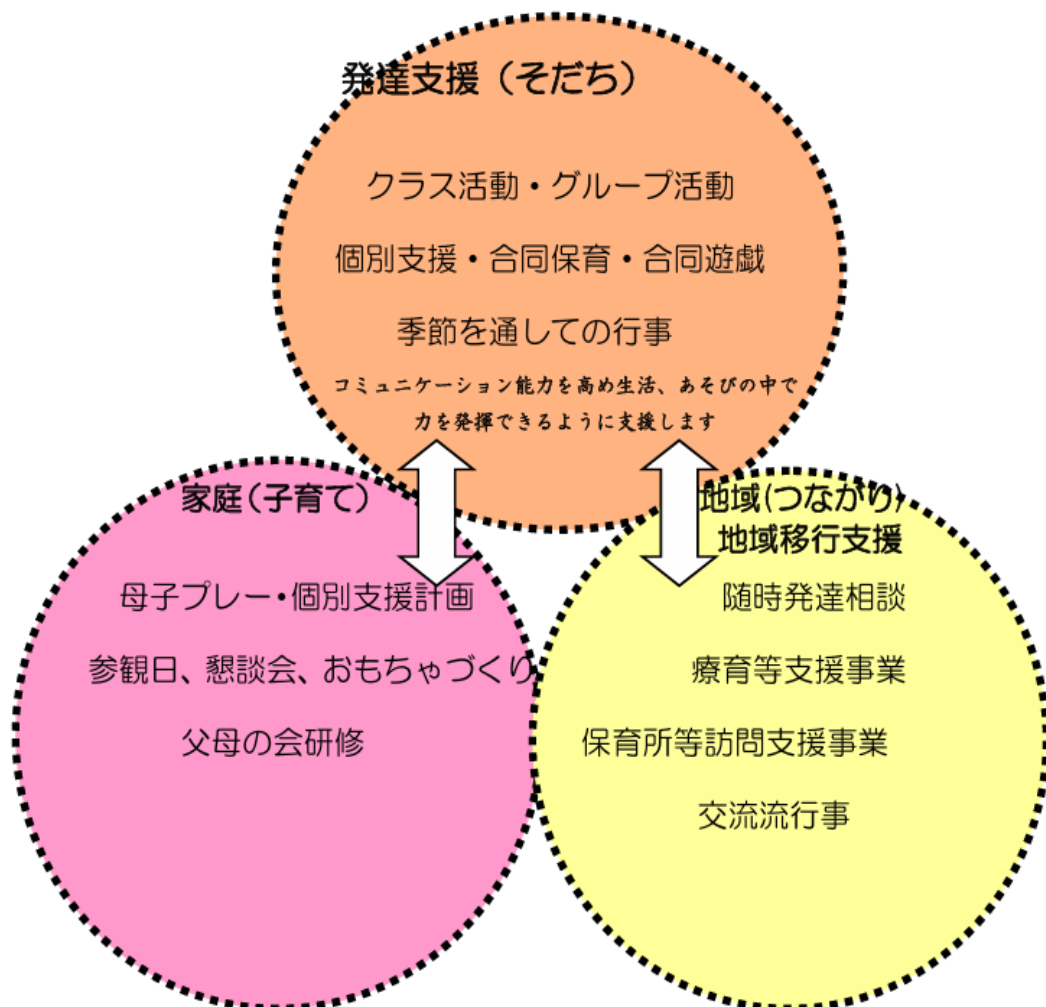 発達支援（そだち）
クラス活動・グループ活動
個別支援・合同保育・合同遊戯
季節を通しての行事
コミュニケーション能力を高め生活、あそびの中で
力を発揮できるように支援します
家庭(子育て)
母子プレー・個別支援計画
参観日、懇談会、おもちゃづくり
父母の会研修
地域(つながり)
地域移行支援
随時発達相談
療育等支援事業
保育所等訪問支援事業
交流流行事